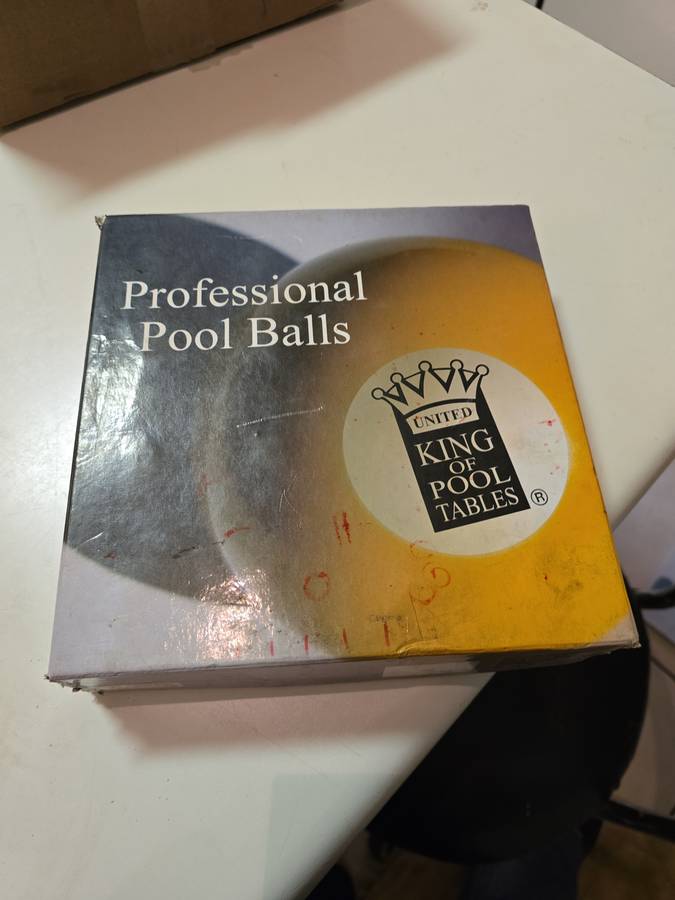 Professional
Pool Balls
UNITED
KING
OF
POOL
TABLES ®